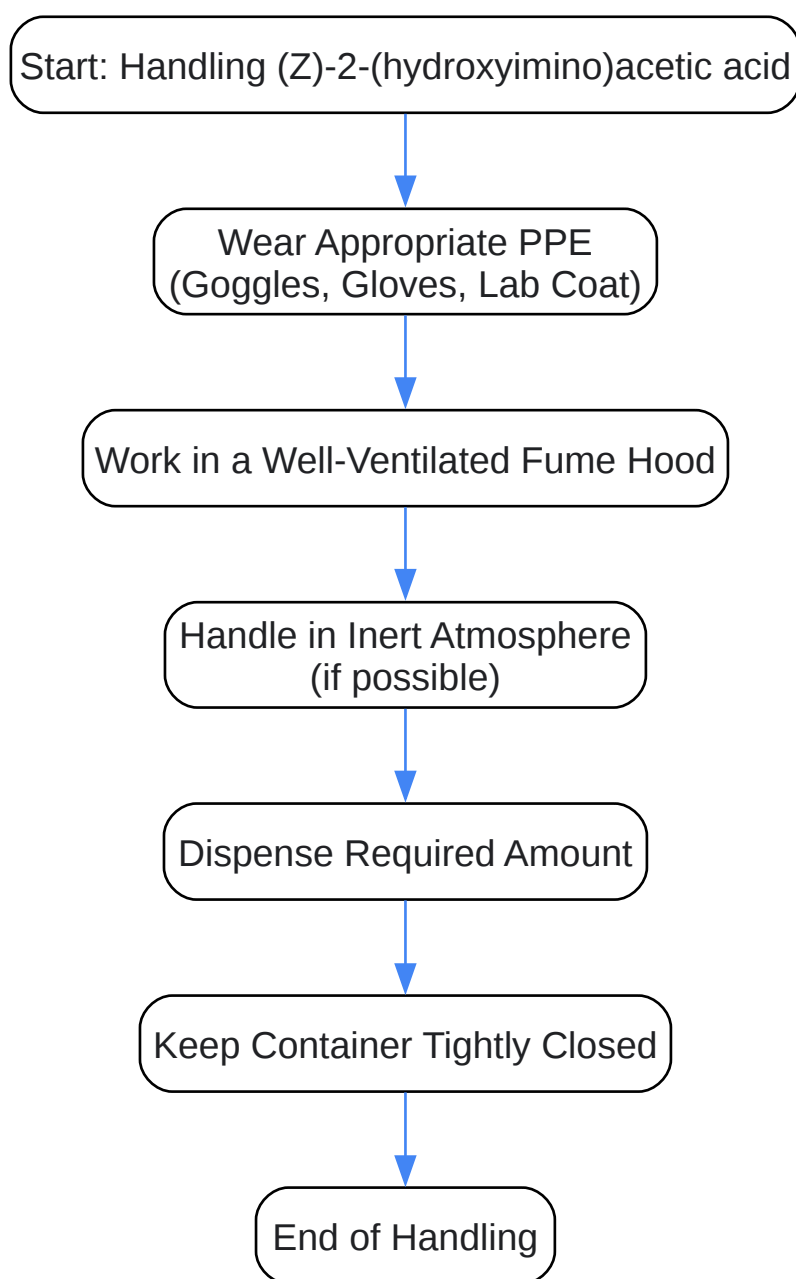 Start: Handling (Z)-2-(hydroxyimino)acetic acid
Wear Appropriate PPE
(Goggles, Gloves, Lab Coat)
Work in a Well-Ventilated Fume Hood
Handle in Inert Atmosphere
(if possible)
Dispense Required Amount
Keep Container Tightly Closed
End of Handling